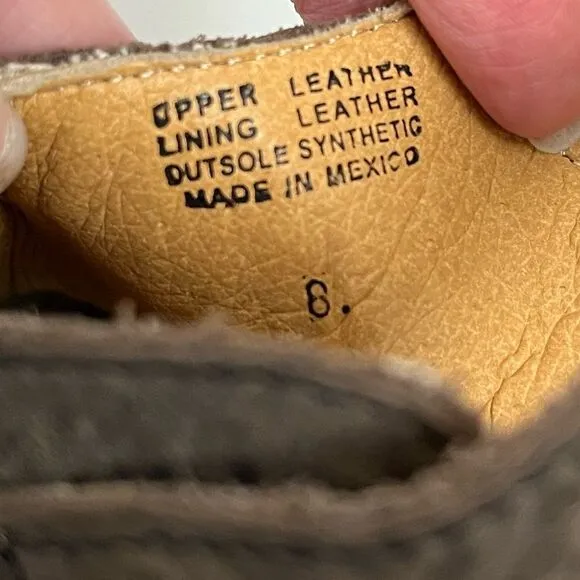 UPPER LEATHER
LINING LEATHER
OUTSOLE SYNTHETIC
MADE IN MEXICO
8.